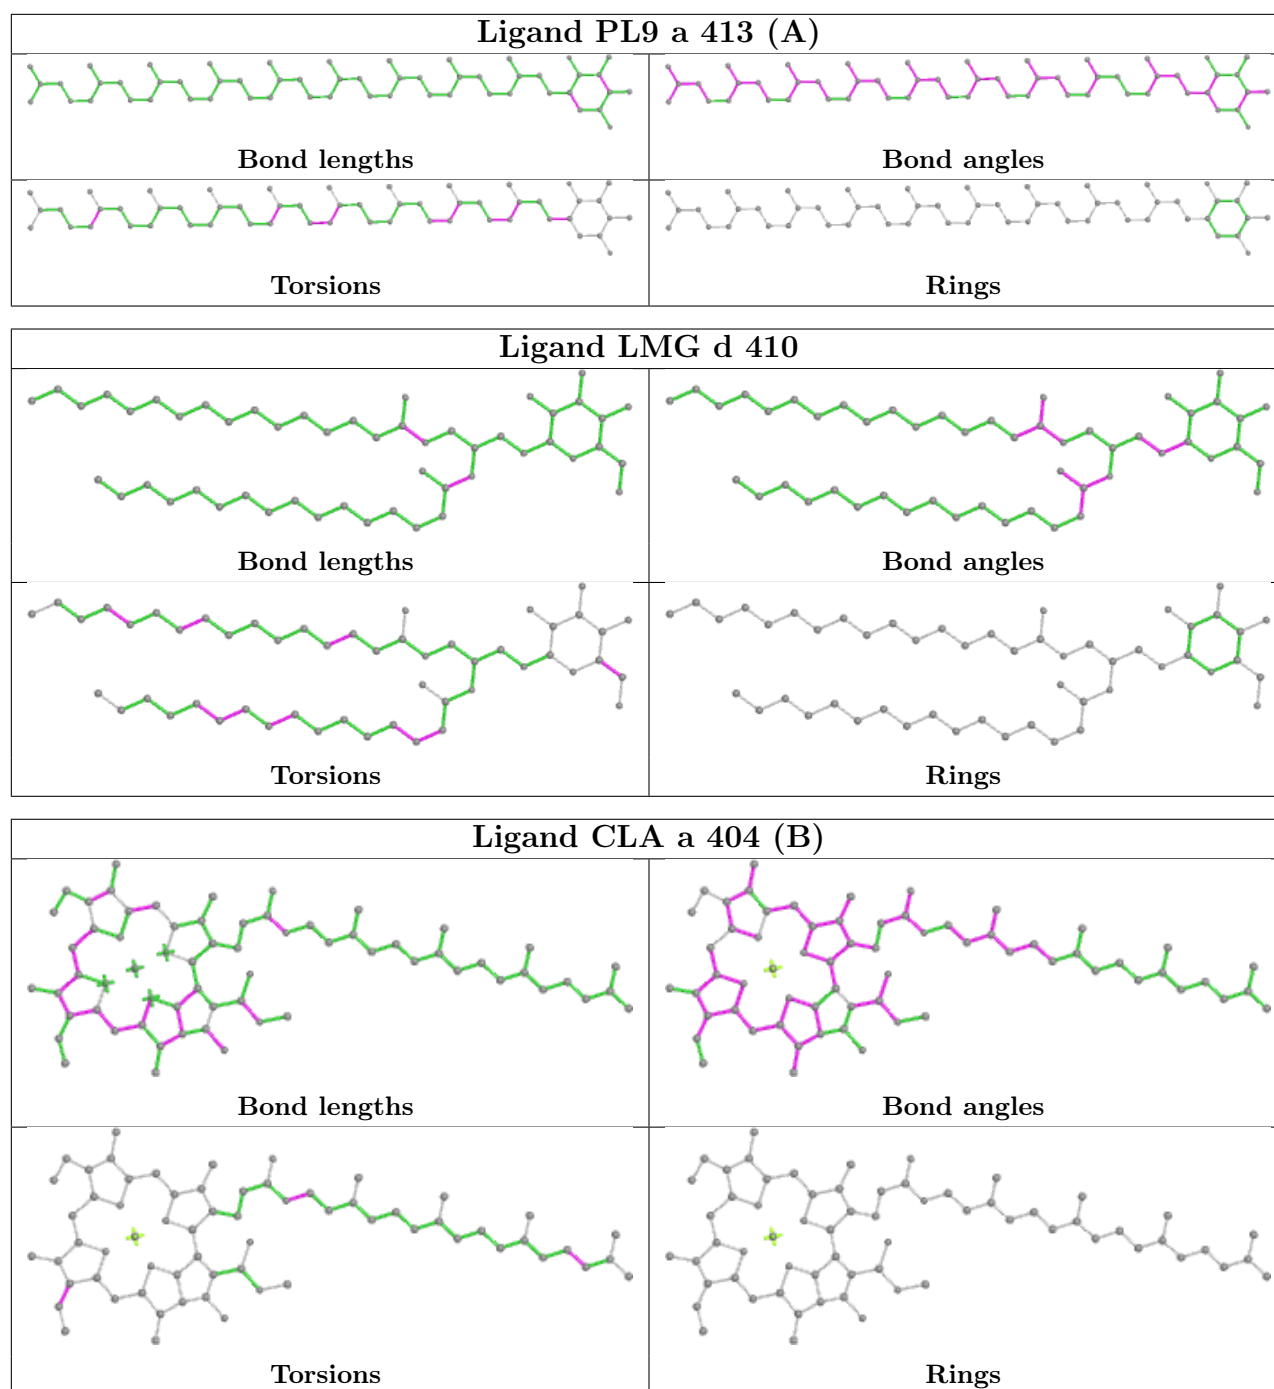 Ligand PL9 a 413 (A)
Bond lengths
Bond angles
Torsions
Rings
Ligand LMG d 410
Bond lengths
Bond angles
Torsions
Rings
Ligand CLA a 404 (B)
Bond lengths
Bond angles
Torsions
Rings